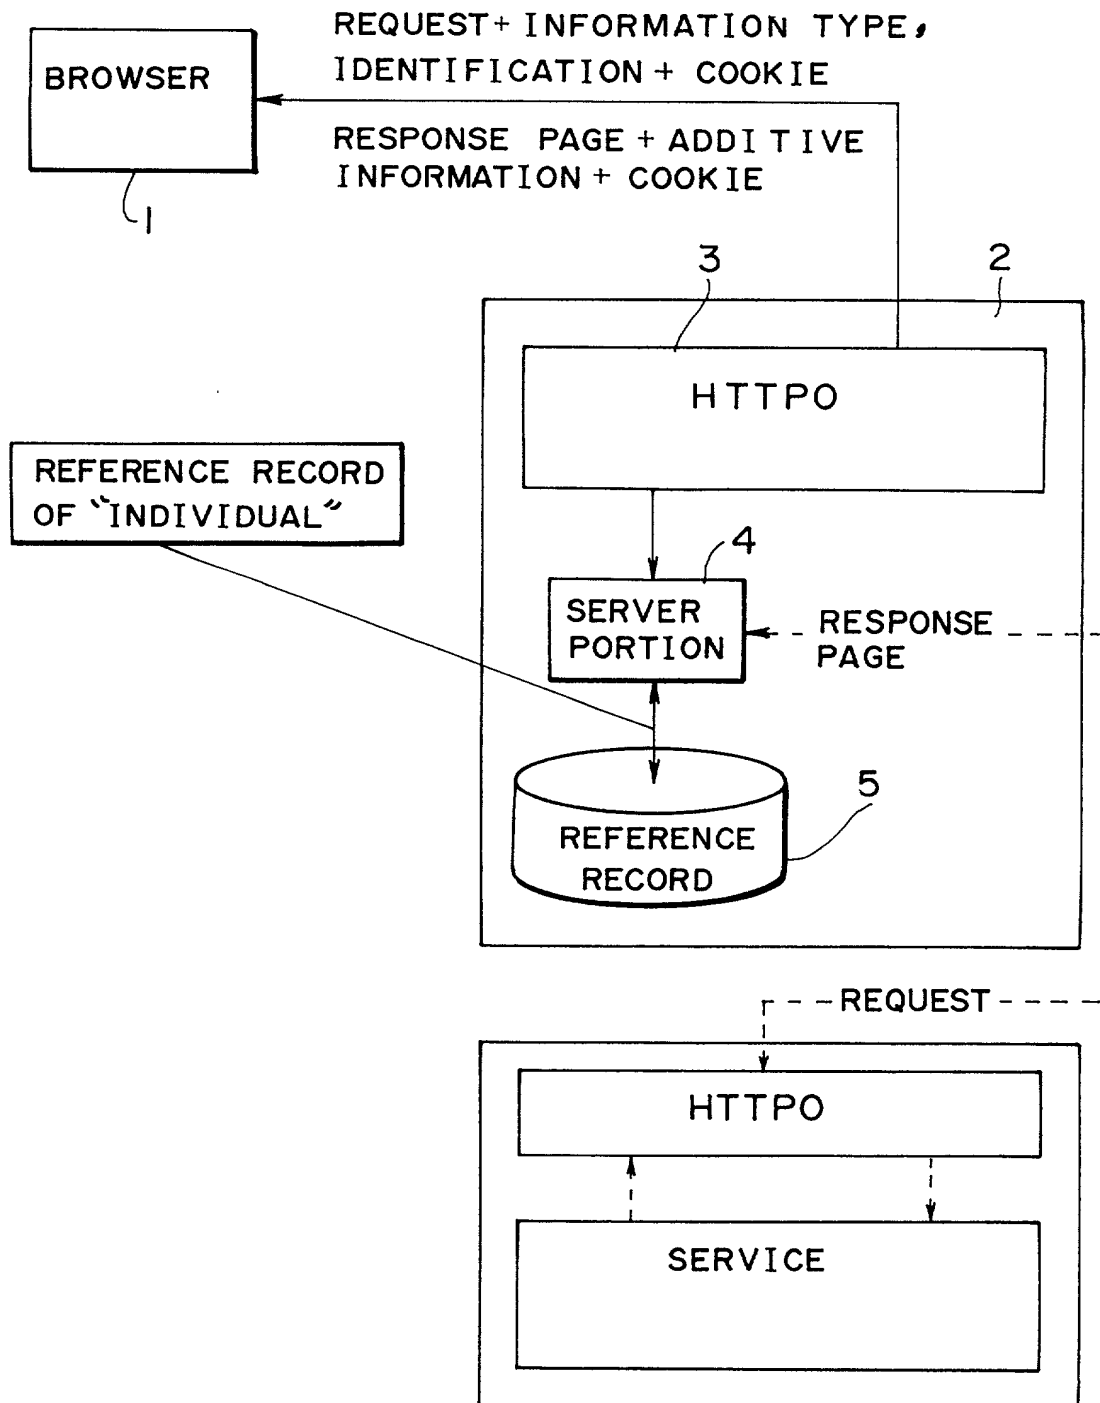 REQUEST + INFORMATION TYPE,
IDENTIFICATION + COOKIE
BROWSER
RESPONSE PAGE + ADDITIVE
INFORMATION + COOKIE
1
3
2
HTTPO
REFERENCE RECORD
OF "INDIVIDUAL"
4
SERVER
PORTION
RESPONSE
PAGE
5
REFERENCE
RECORD
REQUEST
HTTPO
SERVICE